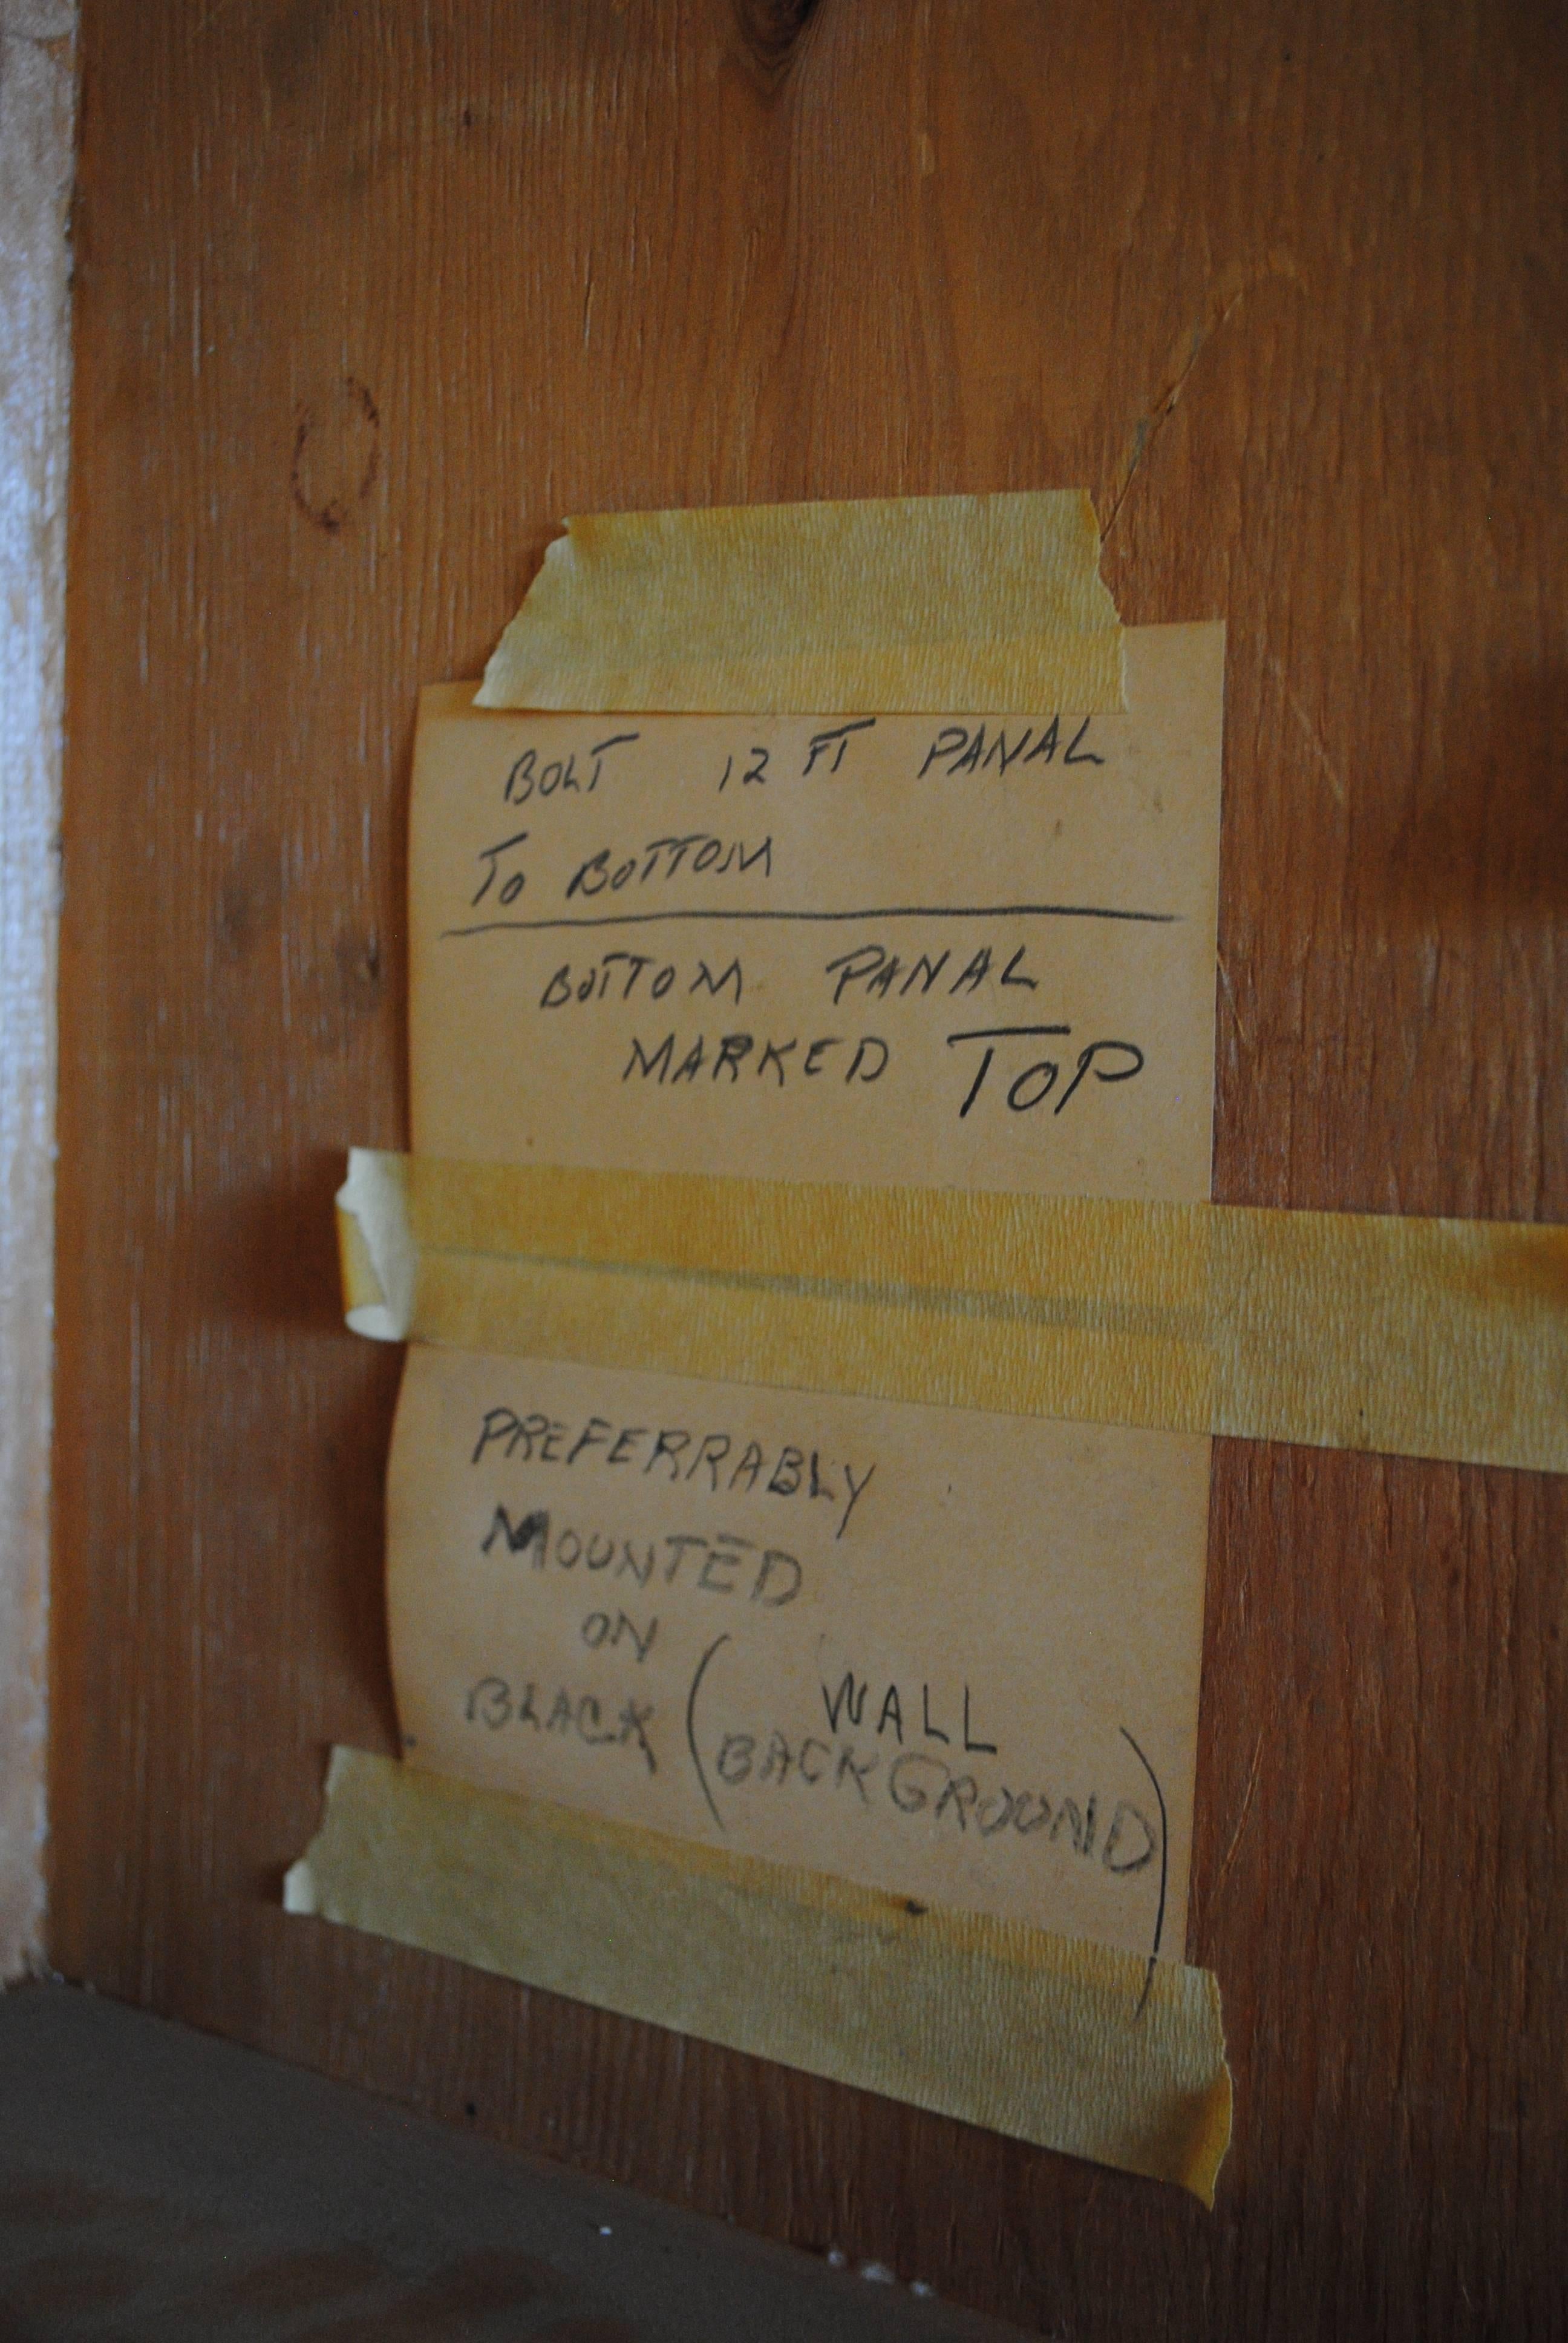 BOLT 12 FT PANAL
TO BOTTOM
BOTTOM PANAL
MARKED TOP
PREFERRABLY
MOUNTED
ON
BLACK ( WALL
BACKGROUND )